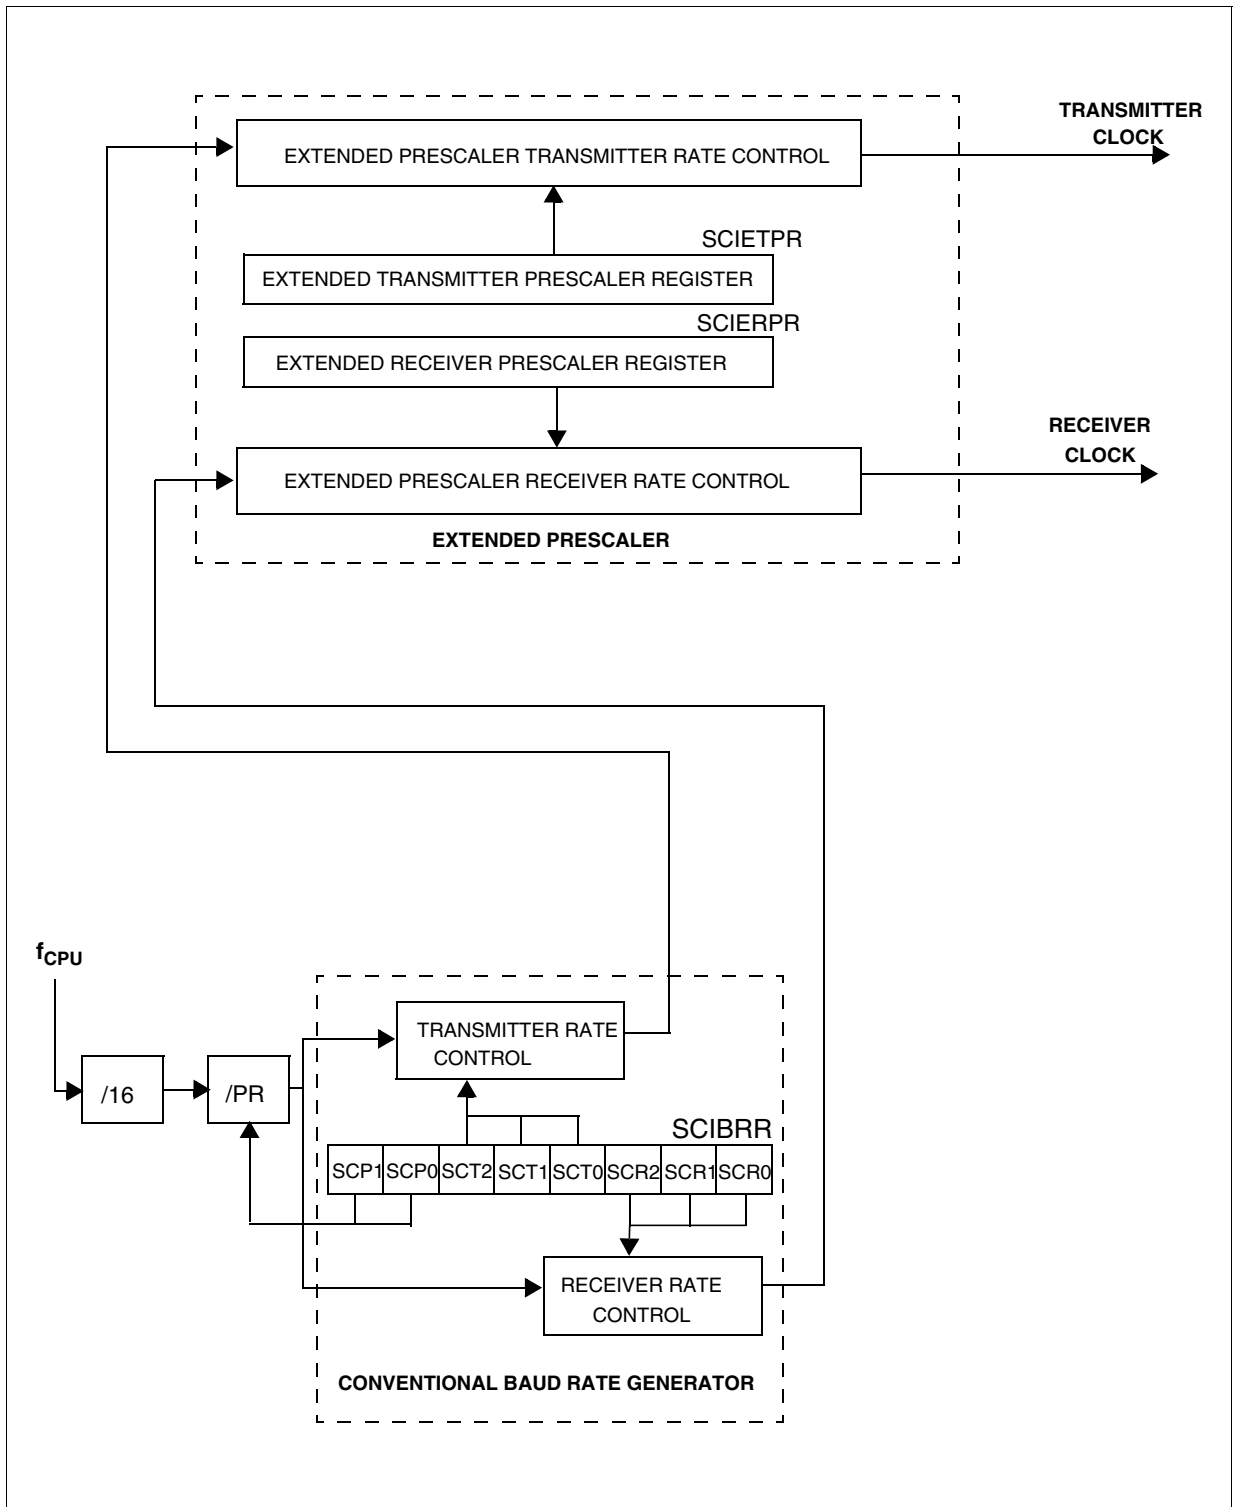 TRANSMITTER
CLOCK
EXTENDED PRESCALER TRANSMITTER RATE CONTROL
SCIETPR
EXTENDED TRANSMITTER PRESCALER REGISTER
SCIERPR
EXTENDED RECEIVER PRESCALER REGISTER
RECEIVER
CLOCK
EXTENDED PRESCALER RECEIVER RATE CONTROL
EXTENDED PRESCALER
fCPU
TRANSMITTER RATE
CONTROL
/16
/PR
SCIBRR
SCP1 SCP0 SCT2 SCT1 SCT0 SCR2 SCR1 SCR0
RECEIVER RATE
CONTROL
CONVENTIONAL BAUD RATE GENERATOR